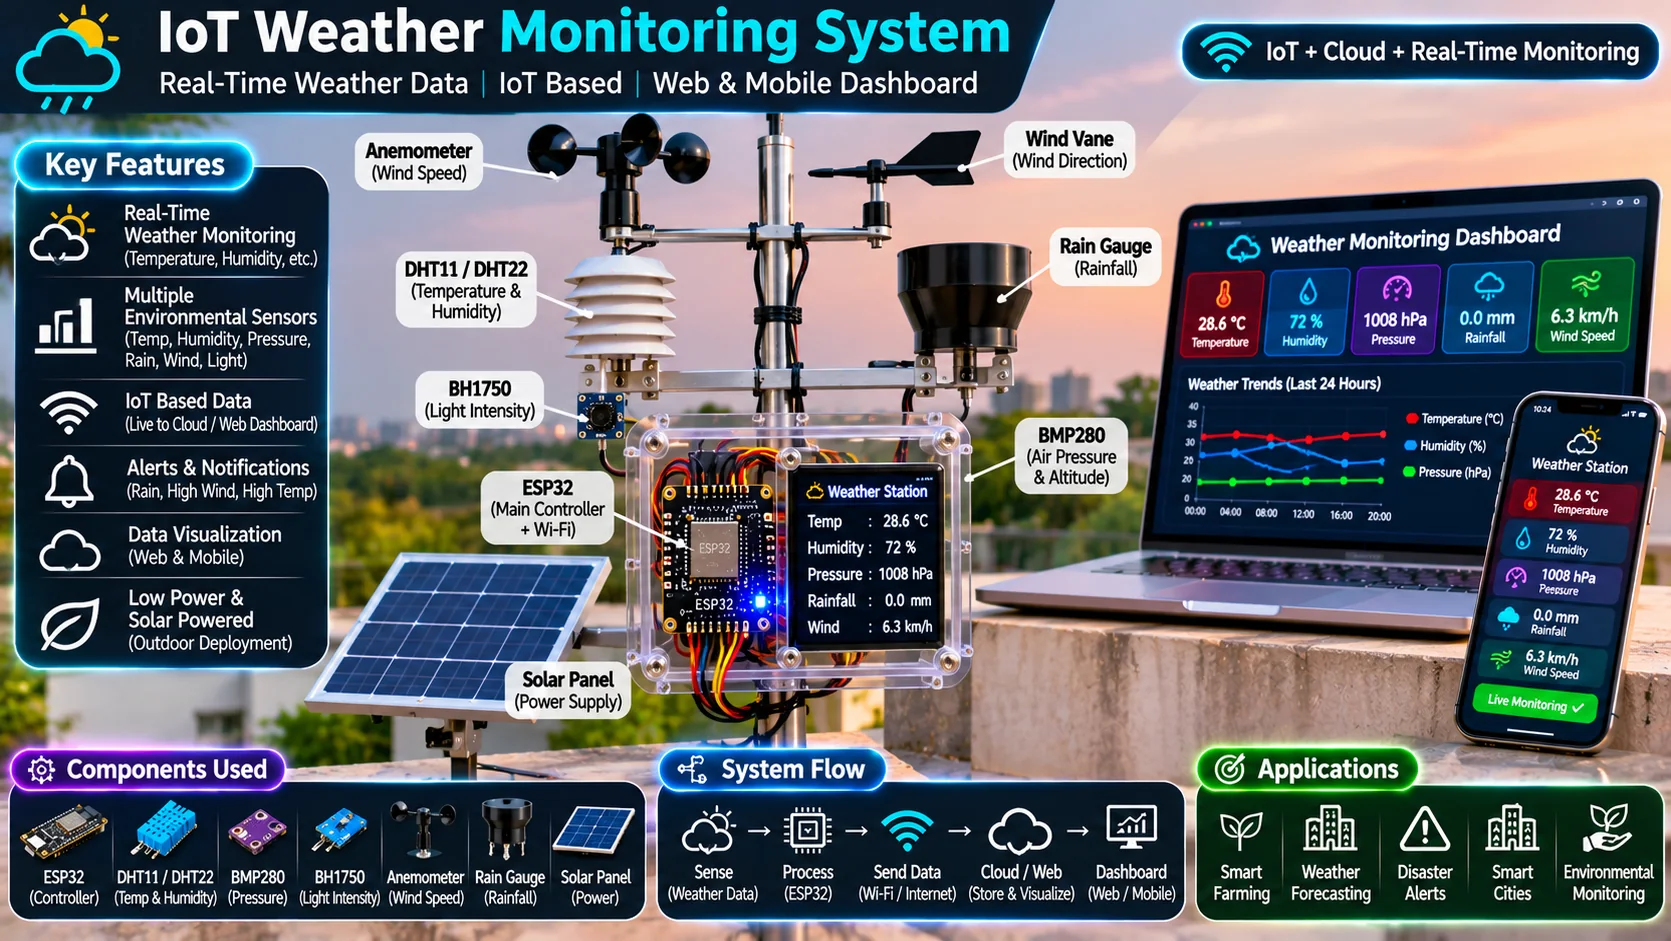 IoT Weather Monitoring System
Real-Time Weather Data | IoT Based | Web & Mobile Dashboard
IoT + Cloud + Real-Time Monitoring
Key Features
Real-Time
Weather Monitoring
(Temperature, Humidity, etc.)
Multiple
Environmental Sensors
(Temp, Humidity, Pressure,
Rain, Wind, Light)
IoT Based Data
(Live to Cloud / Web Dashboard)
Alerts & Notifications
(Rain, High Wind, High Temp)
Data Visualization
(Web & Mobile)
Low Power &
Solar Powered
(Outdoor Deployment)
Anemometer
(Wind Speed)
Wind Vane
(Wind Direction)
DHT11 / DHT22
(Temperature &
Humidity)
Rain Gauge
(Rainfall)
BH1750
(Light Intensity)
BMP280
(Air Pressure
& Altitude)
ESP32
(Main Controller
+ Wi-Fi)
Solar Panel
(Power Supply)
ESP32
ESP32
Weather Station
Temp : 28.6 °C
Humidity : 72 %
Pressure : 1008 hPa
Rainfall : 0.0 mm
Wind : 6.3 km/h
Weather Monitoring Dashboard
28.6 °C
Temperature
72 %
Humidity
1008 hPa
Pressure
0.0 mm
Rainfall
6.3 km/h
Wind Speed
Weather Trends (Last 24 Hours)
40
35
30
20
20
0
00:00 04:00 08:00 12:00 16:00 20:00
Temperature (°C)
Humidity (%)
Pressure (hPa)
10:24
Weather Station
28.6 °C
Temperature
72 %
Humidity
1008 hPa
Peepsure
0.0 mm
Rainfall
6.3 km/h
Wind Speed
Live Monitoring ✓
Components Used
ESP32
(Controller)
DHT11 / DHT22
(Temp & Humidity)
BMP280
(Pressure)
BH1750
(Light Intensity)
Anemometer
(Wind Speed)
Rain Gauge
(Rainfall)
Solar Panel
(Power)
System Flow
Sense
(Weather Data)
Process
(ESP32)
Send Data
(Wi-Fi / Internet)
Cloud / Web
(Store & Visualize)
Dashboard
(Web / Mobile)
Applications
Smart
Farming
Weather
Forecasting
Disaster
Alerts
Smart
Cities
Environmental
Monitoring